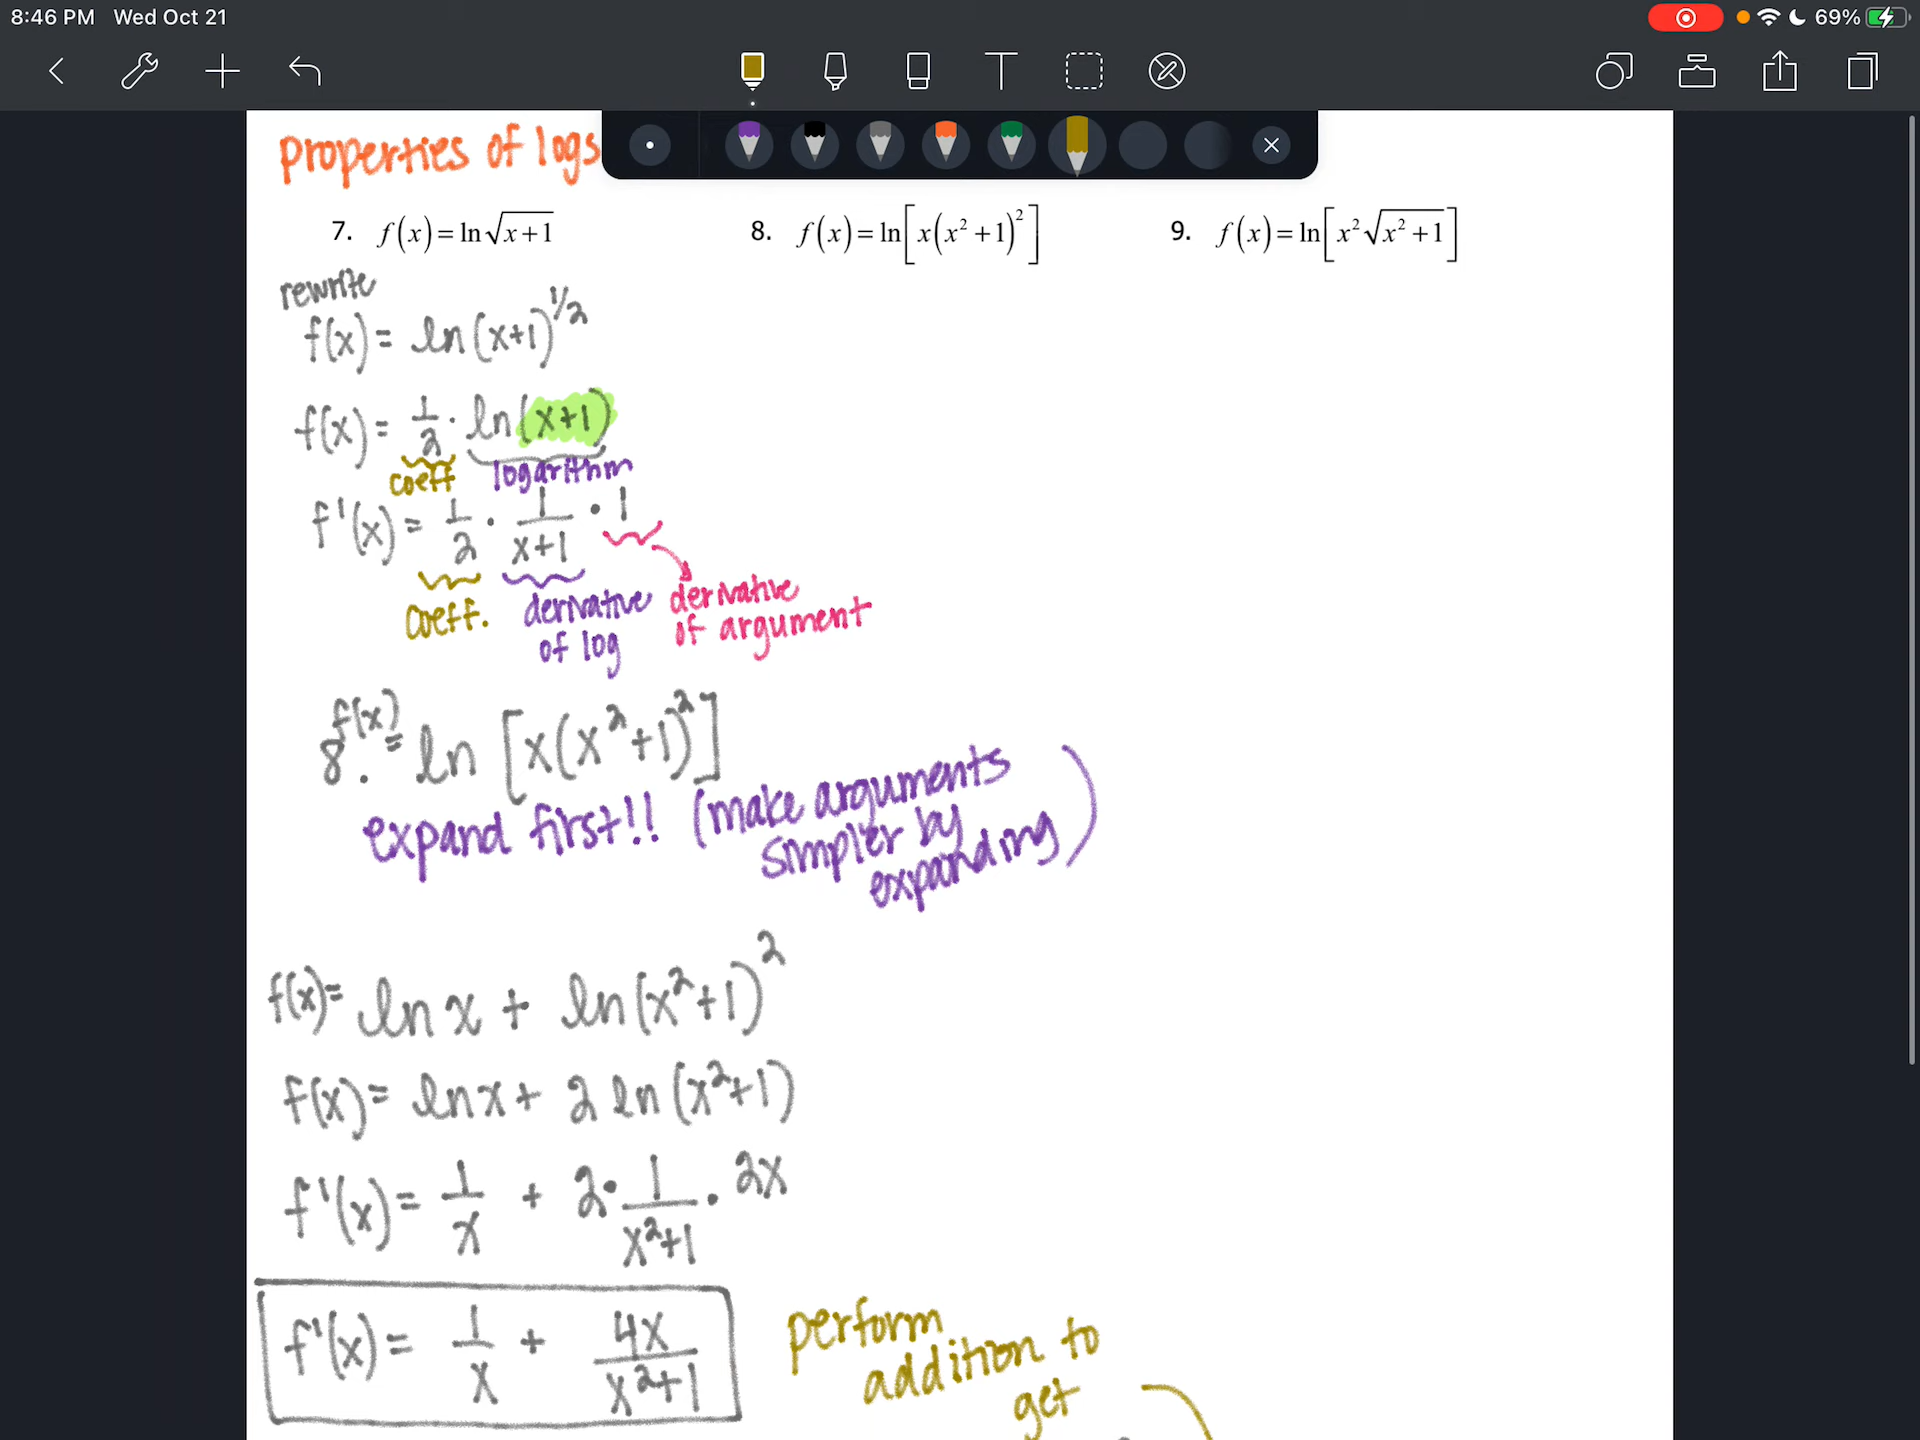 8:46 PM Wed Oct 21
69%
properties of logs
7. f(x) = ln√(x+1)
8. f(x) = ln[x(x²+1)²]
9. f(x) = ln[x²√(x²+1)]
rewrite
f(x) = ln(x+1)^1/2
f(x) = 1/2 · ln(x+1)
coeff logarithm
f'(x) = 1/2 · 1/(x+1) · 1
coeff. derivative of log
derivative of argument
8. f(x) = ln [x(x²+1)²]
expand first!! (make arguments
simpler by
expanding)
f(x) = ln x + ln(x²+1)²
f(x) = ln x + 2 ln(x²+1)
f'(x) = 1/x + 2 · 1/(x²+1) · 2x
f'(x) = 1/x + 4x/(x²+1)
perform
addition to
get